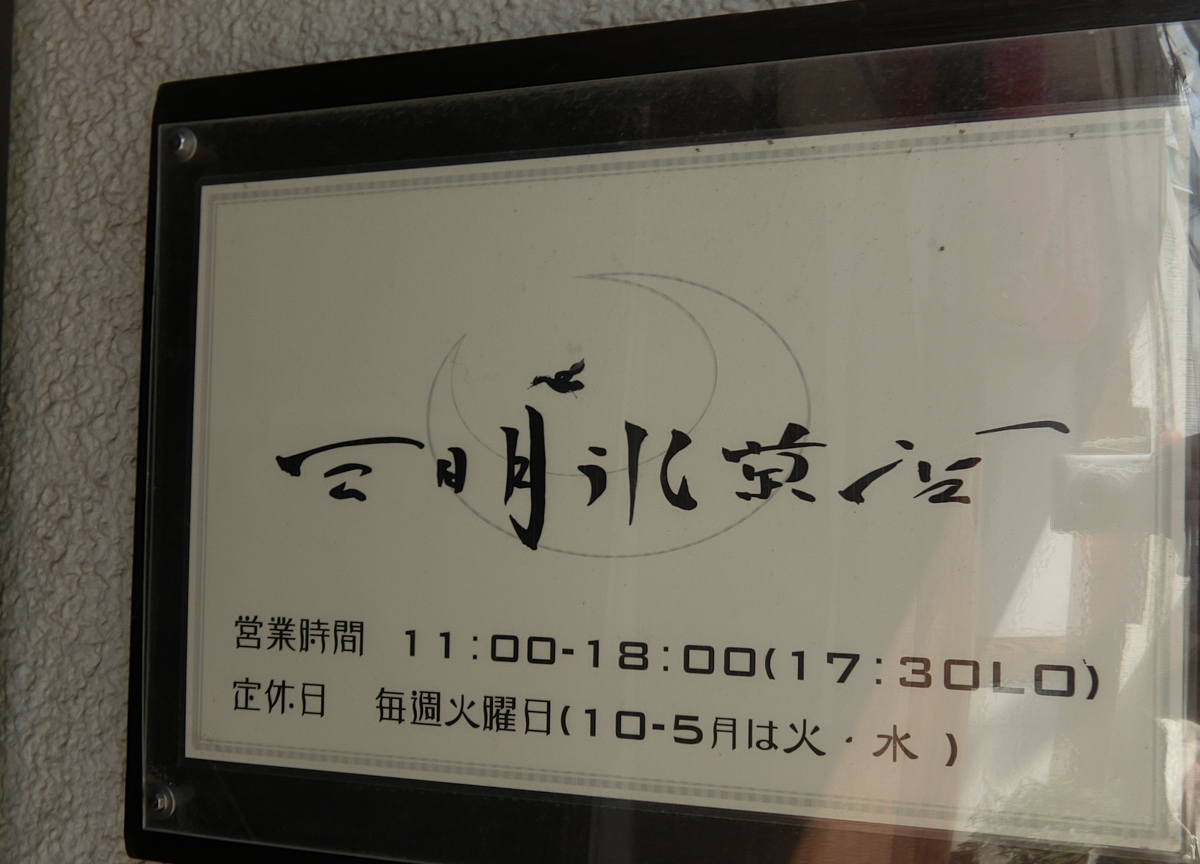 三日月氷菓店
営業時間 11:00-18:00(17:30LO)
定休日 毎週火曜日(10-5月は火・水 )